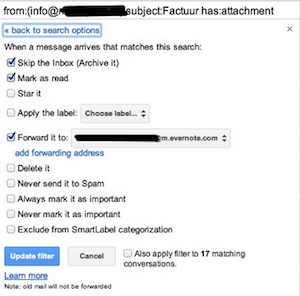 from:(info@ subject:Factuur has:attachment
« back to search options
×
When a message arrives that matches this search:
Skip the Inbox (Archive it)
Mark as read
Star it
Apply the label: Choose label...
Forward it to: @m.evernote.com
add forwarding address
Delete it
Never send it to Spam
Always mark it as important
Never mark it as important
Exclude from SmartLabel categorization
Update filter Cancel Also apply filter to 17 matching
conversations.
Learn more
Note: old mail will not be forwarded